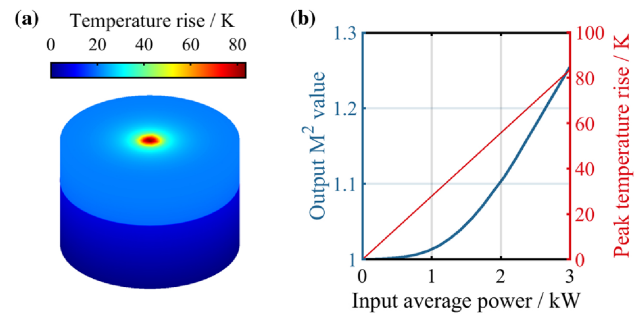 (a)
Temperature rise / K
0 20 40 60 80
(b)
1.3
1.2
1.1
1
Output M² value
100
80
60
40
20
0
Peak temperature rise / K
0 1 2 3
Input average power / kW